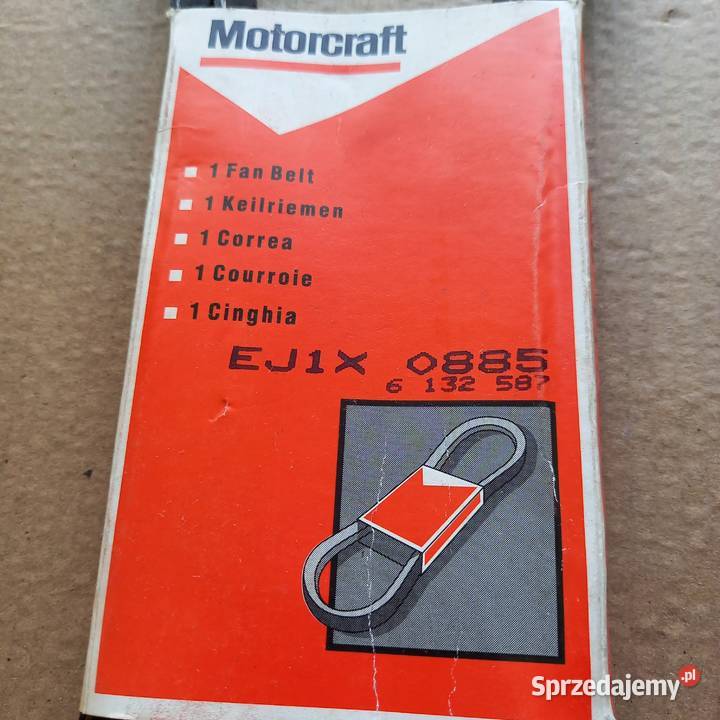 Motorcraft
1 Fan Belt
1 Keilriemen
1 Correa
1 Courroie
1 Cinghia
EJ1X 0885
6 132 587
Sprzedajemy.pl